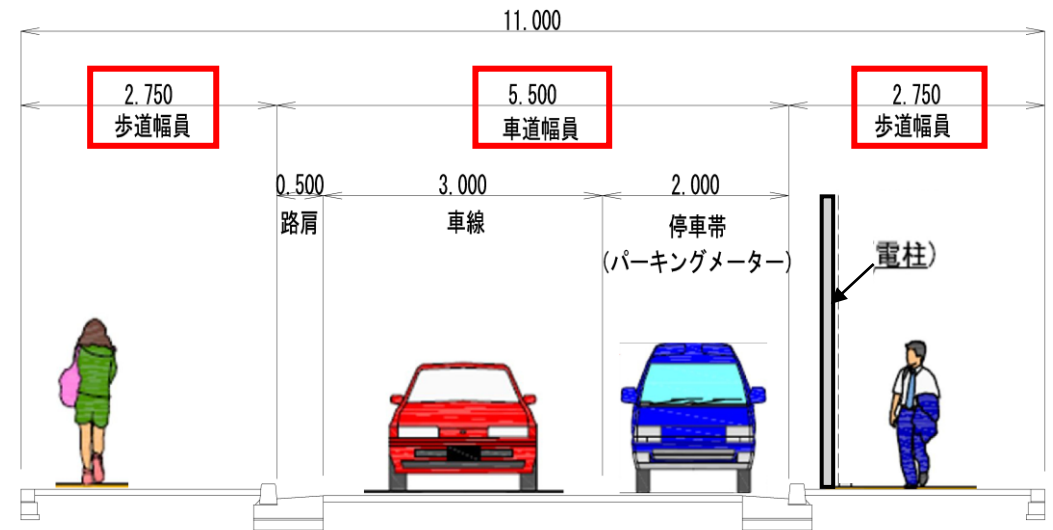 11.000
2.750
歩道幅員
5.500
車道幅員
2.750
歩道幅員
0.500
路肩
3.000
車線
2.000
停車帯
(パーキングメーター)
電柱)